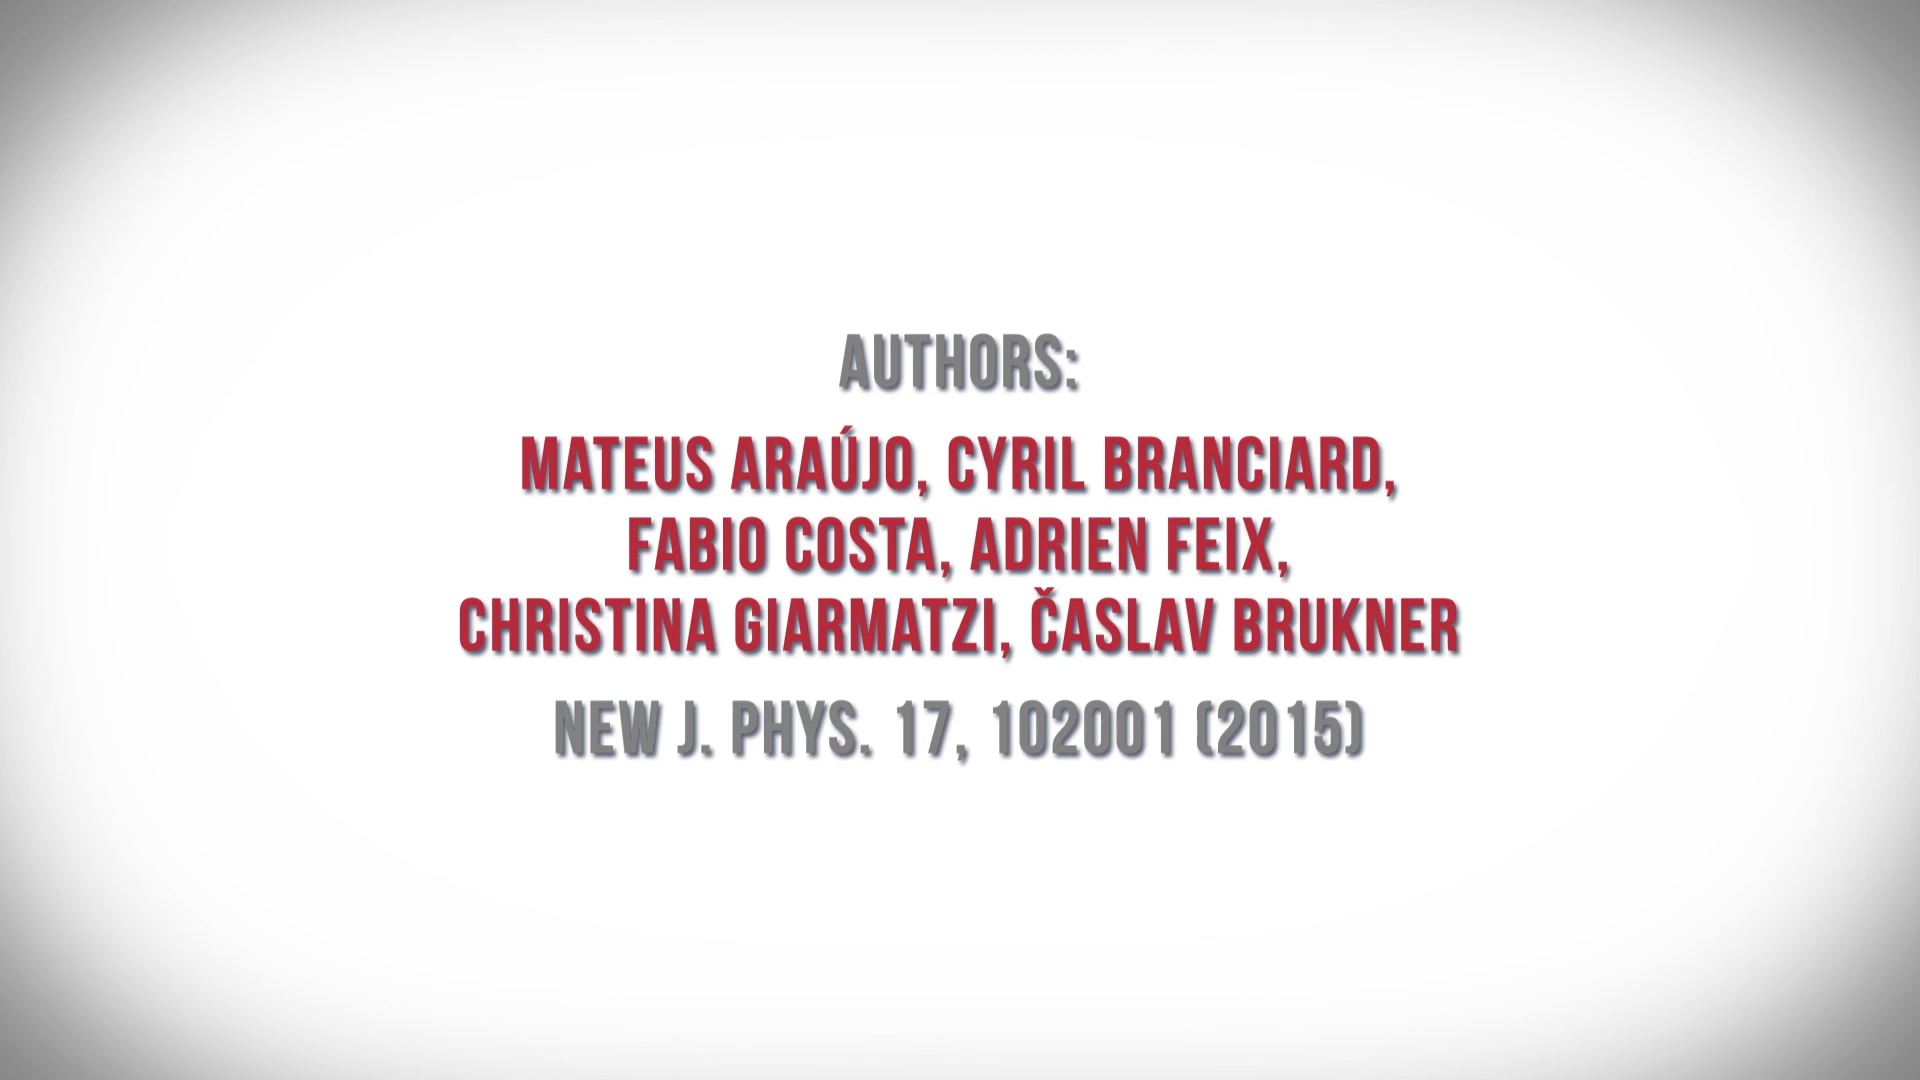 AUTHORS:
MATEUS ARAÚJO, CYRIL BRANCIARD,
FABIO COSTA, ADRIEN FEIX,
CHRISTINA GIARMATZI, ČASLAV BRUKNER
NEW J. PHYS. 17, 102001 (2015)